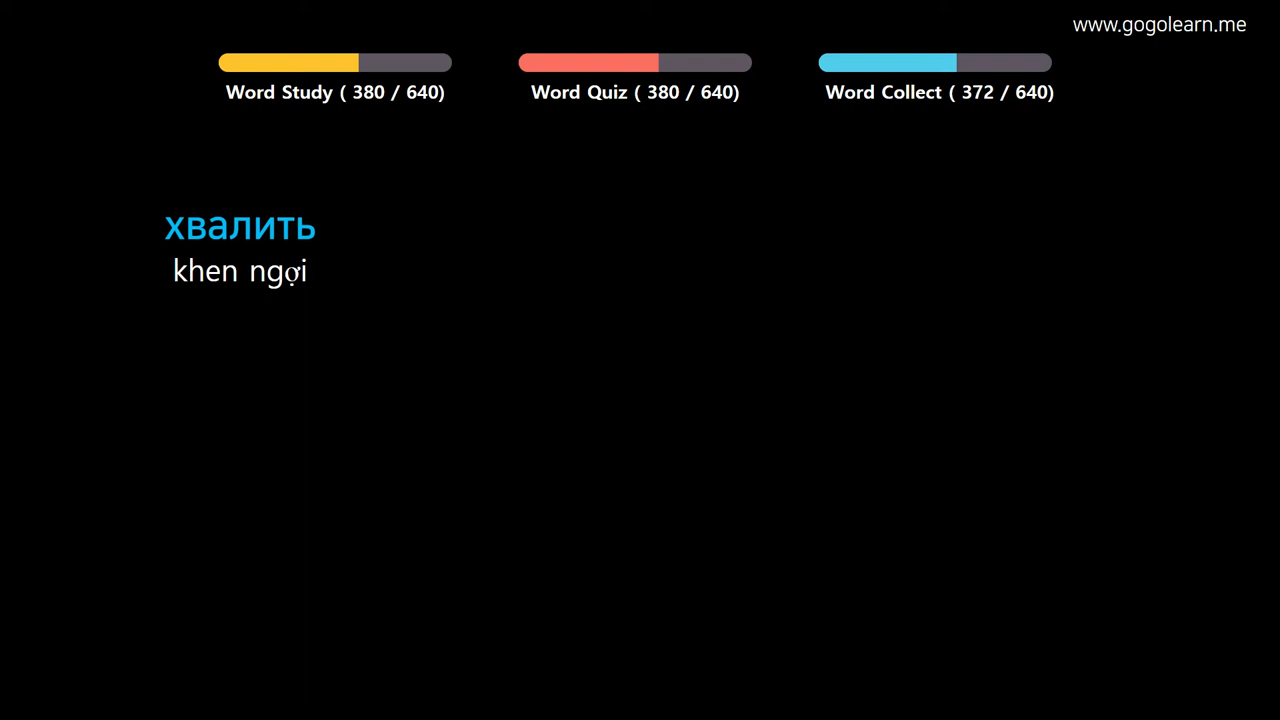 www.gogolearn.me
Word Study ( 380 / 640)
Word Quiz ( 380 / 640)
Word Collect ( 372 / 640)
хвалить
khen ngợi